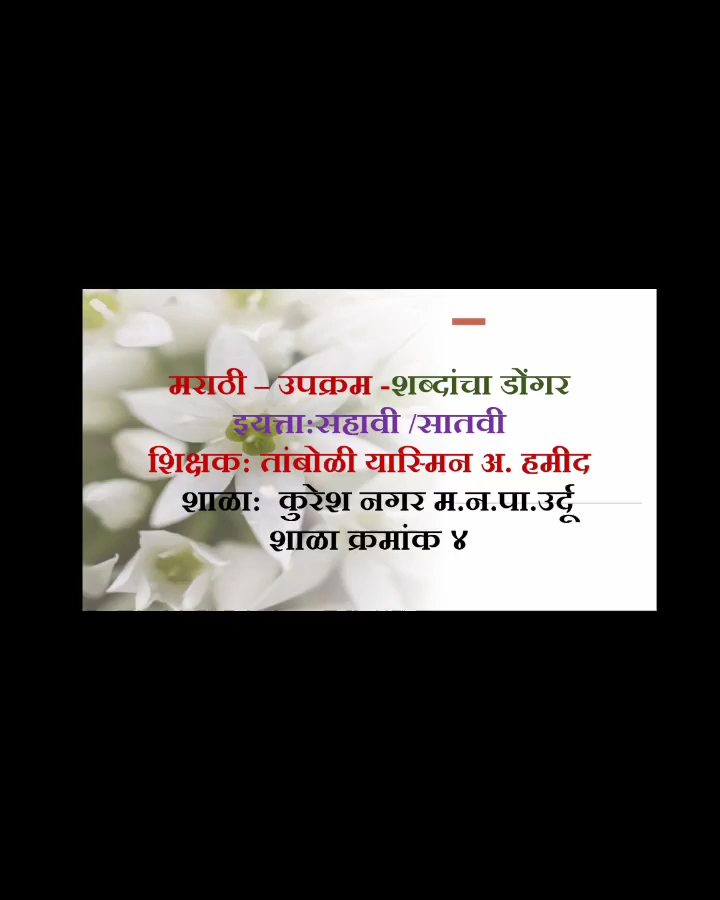 मराठी – उपक्रम -शब्दांचा डोंगर
इयत्ता:सहावी /सातवी
शिक्षक: तांबोळी यास्मिन अ. हमीद
शाळा: कुरेश नगर म.न.पा.उर्दू
शाळा क्रमांक ४